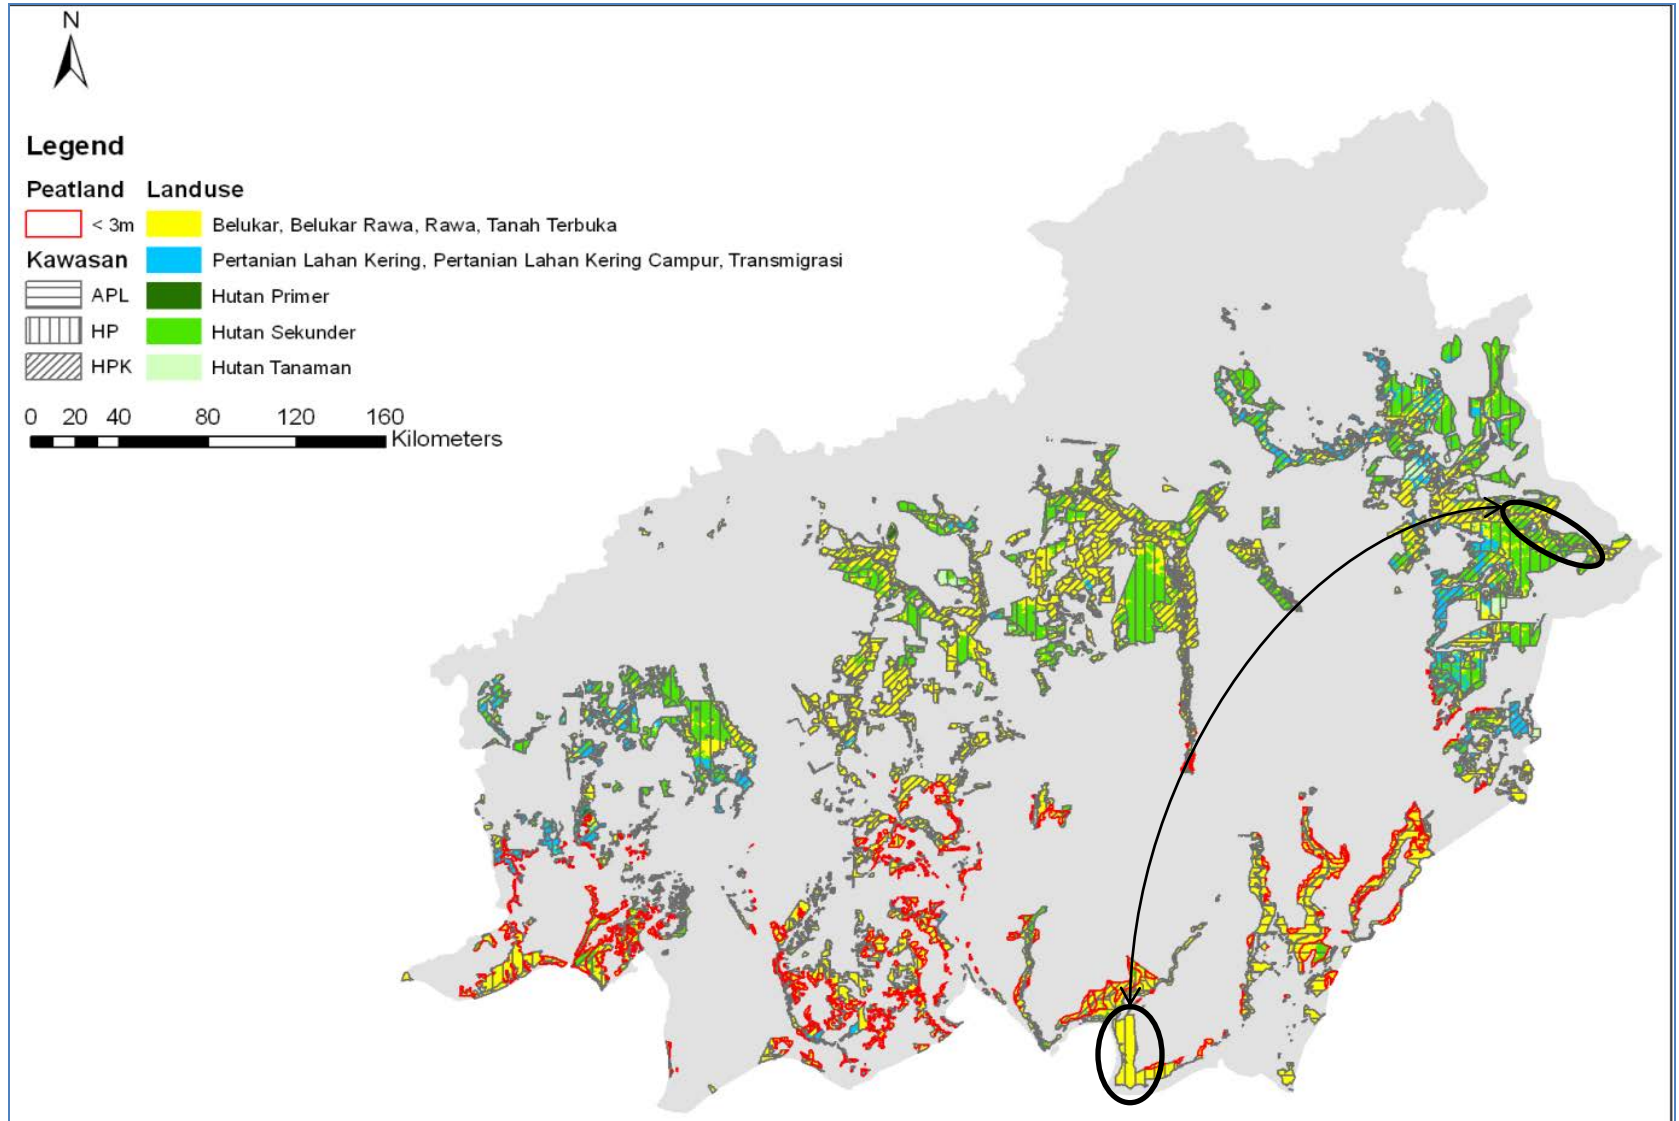 N
Legend
Peatland Landuse
< 3m Belukar, Belukar Rawa, Rawa, Tanah Terbuka
Kawasan Pertanian Lahan Kering, Pertanian Lahan Kering Campur, Transmigrasi
APL Hutan Primer
HP Hutan Sekunder
HPK Hutan Tanaman
0 20 40 80 120 160
Kilometers